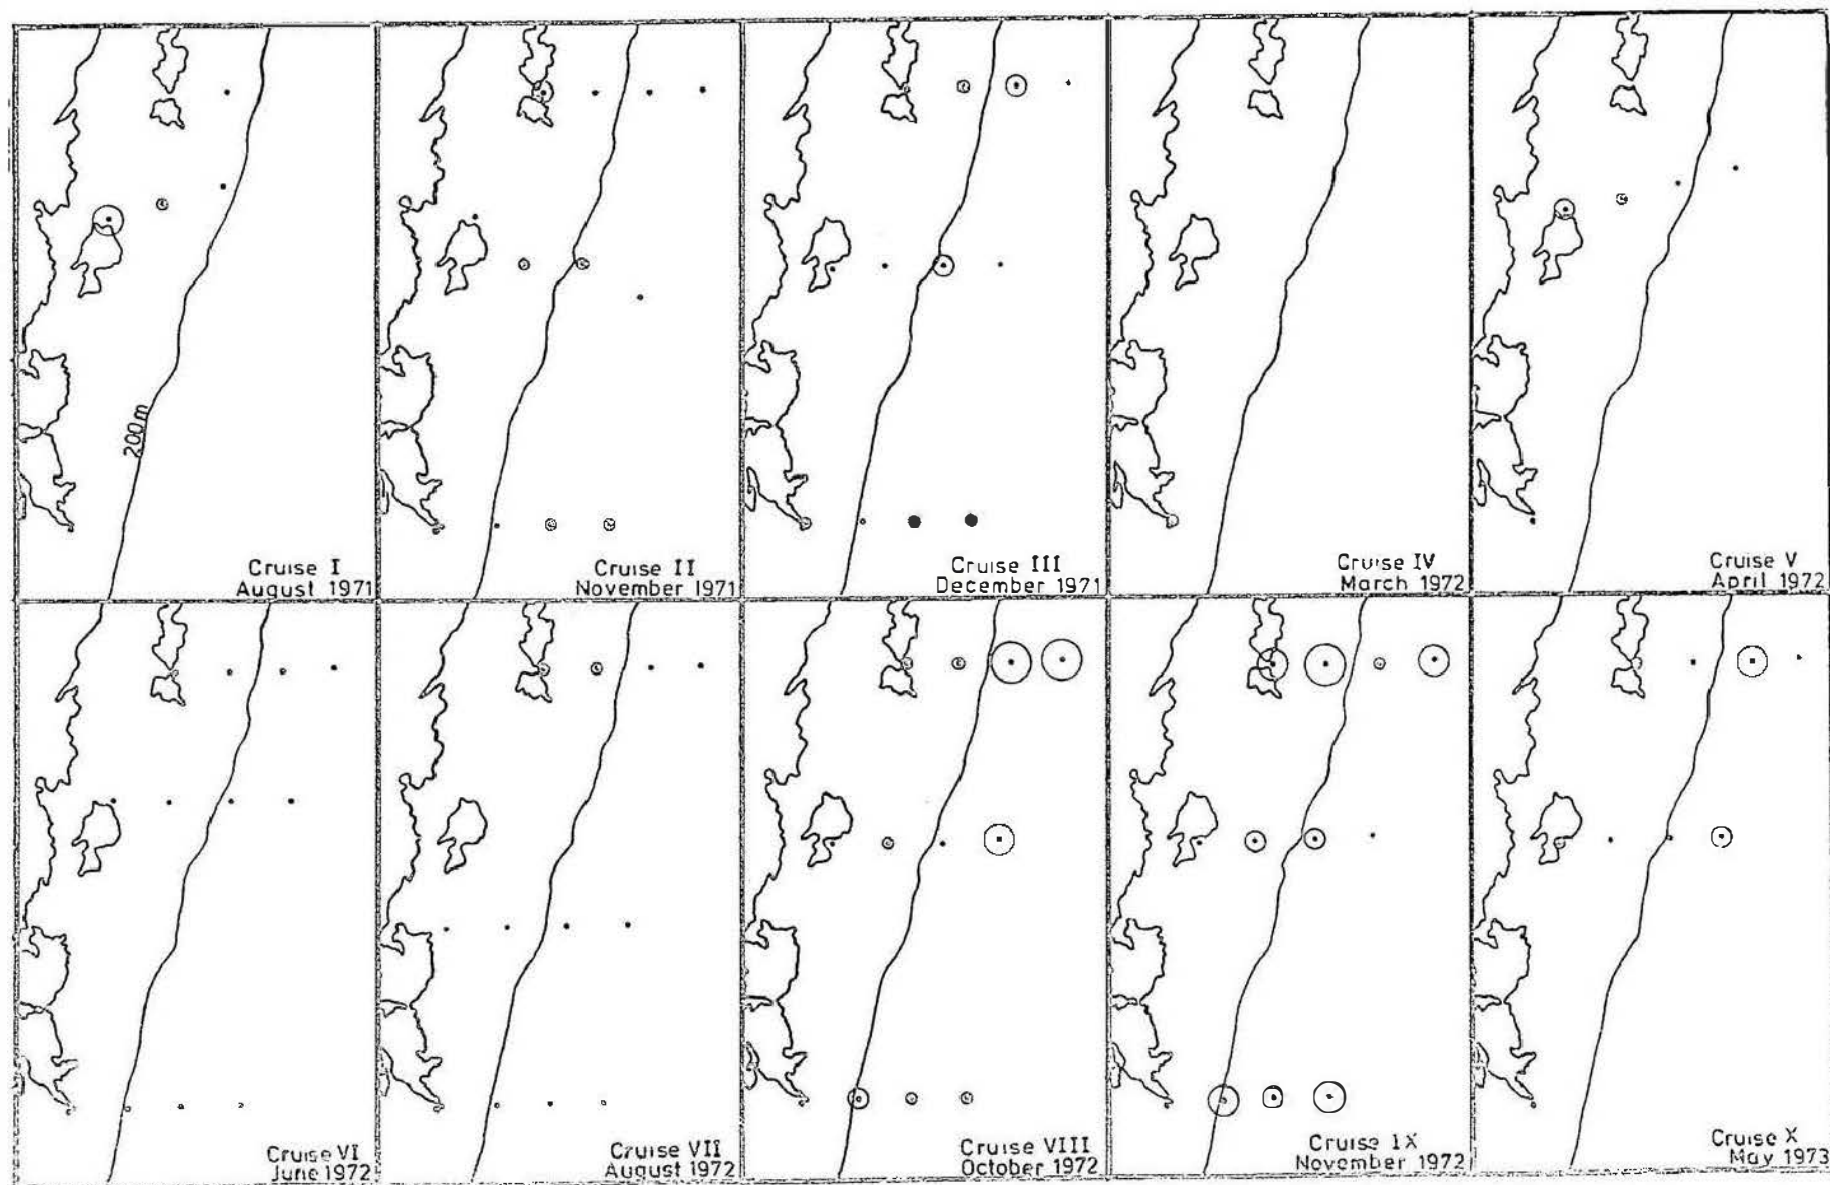 200m
Cruise I
August 1971
Cruise II
November 1971
Cruise III
December 1971
Cruise IV
March 1972
Cruise V
April 1972
Cruise VI
June 1972
Cruise VII
August 1972
Cruise VIII
October 1972
Cruise IX
November 1972
Cruise X
May 1973